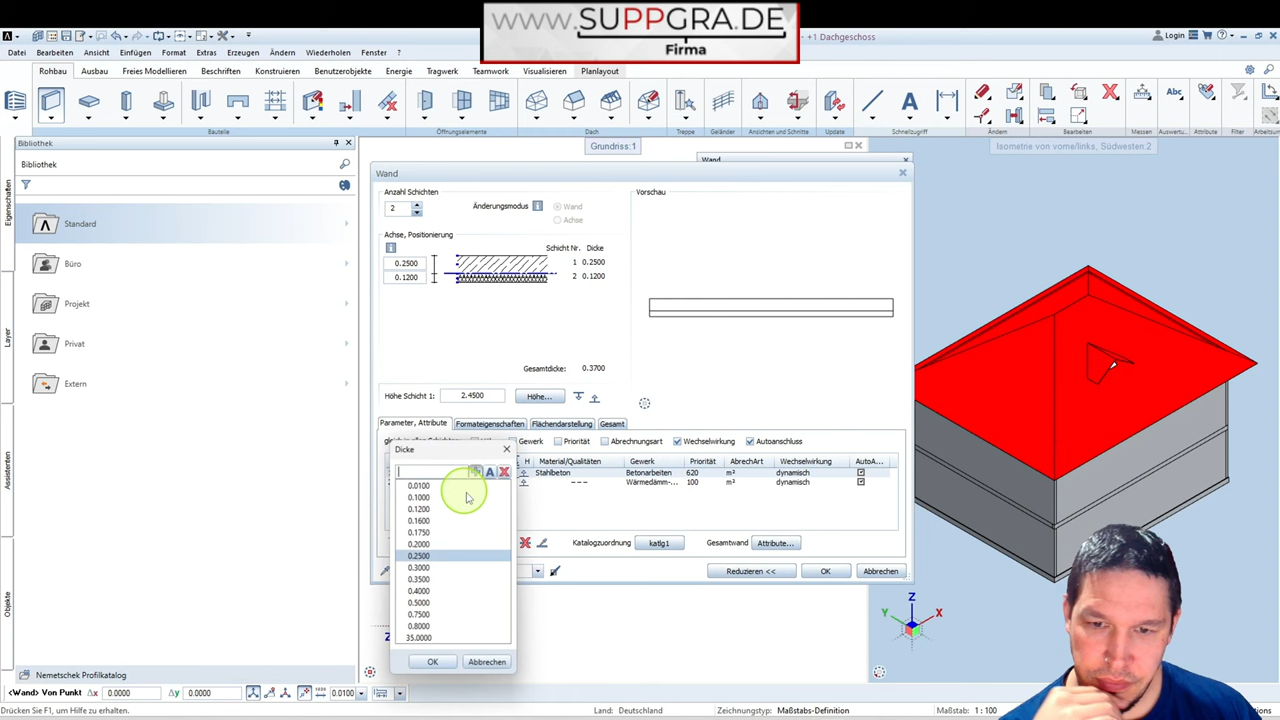 www.SUPPGRA.DE
Firma
- +1 Dachgeschoss
Login
Datei Bearbeiten Ansicht Einfügen Format Extras Erzeugen Ändern Wiederholen Fenster
Rohbau Ausbau Freies Modellieren Beschriften Konstruieren Benutzerobjekte Energie Tragwerk Teamwork Visualisieren Planlayout
Bauteile Öffnungselemente Dach Treppe Geländer Ansichten und Schnitte Update Schnellzugriff Ändern Bearbeiten Messen Auswertu... Attribute Filter Arbeits
Bibliothek
Bibliothek
Standard
Büro
Projekt
Privat
Extern
Nemetschek Profilkatalog
Eigenschaften
Layer
Assistenten
Objekte
Grundriss:1
Wand
Isometrie von vorne/links, Südwesten:2
Wand
Anzahl Schichten
2
Änderungsmodus
Wand
Achse
Vorschau
Achse, Positionierung
Schicht Nr. Dicke
0.2500
1 0.2500
0.1200
2 0.1200
Gesamtdicke: 0.3700
Höhe Schicht 1: 2.4500 Höhe...
Parameter, Attribute Formateigenschaften Flächendarstellung Gesamt
Gewerk Priorität Abrechnungsart Wechselwirkung Autoanschluss
H Material/Qualitäten Gewerk Priorität AbrechArt Wechselwirkung AutoA...
Stahlbeton Betonarbeiten 620 m³ dynamisch
--- Wärmedämm-... 100 m³ dynamisch
Katalogzuordnung katlg1 Gesamtwand Attribute...
Reduzieren << OK Abbrechen
Dicke
0.0100
0.1000
0.1200
0.1600
0.1750
0.2000
0.2500
0.3000
0.3500
0.4000
0.5000
0.7500
0.8000
35.0000
OK Abbrechen
Z
Y X
<Wand> Von Punkt Δx 0.0000 Δy 0.0000 0.0100
Drücken Sie F1, um Hilfe zu erhalten.
Land: Deutschland Zeichnungstyp: Maßstabs-Definition Maßstab: 1 : 100